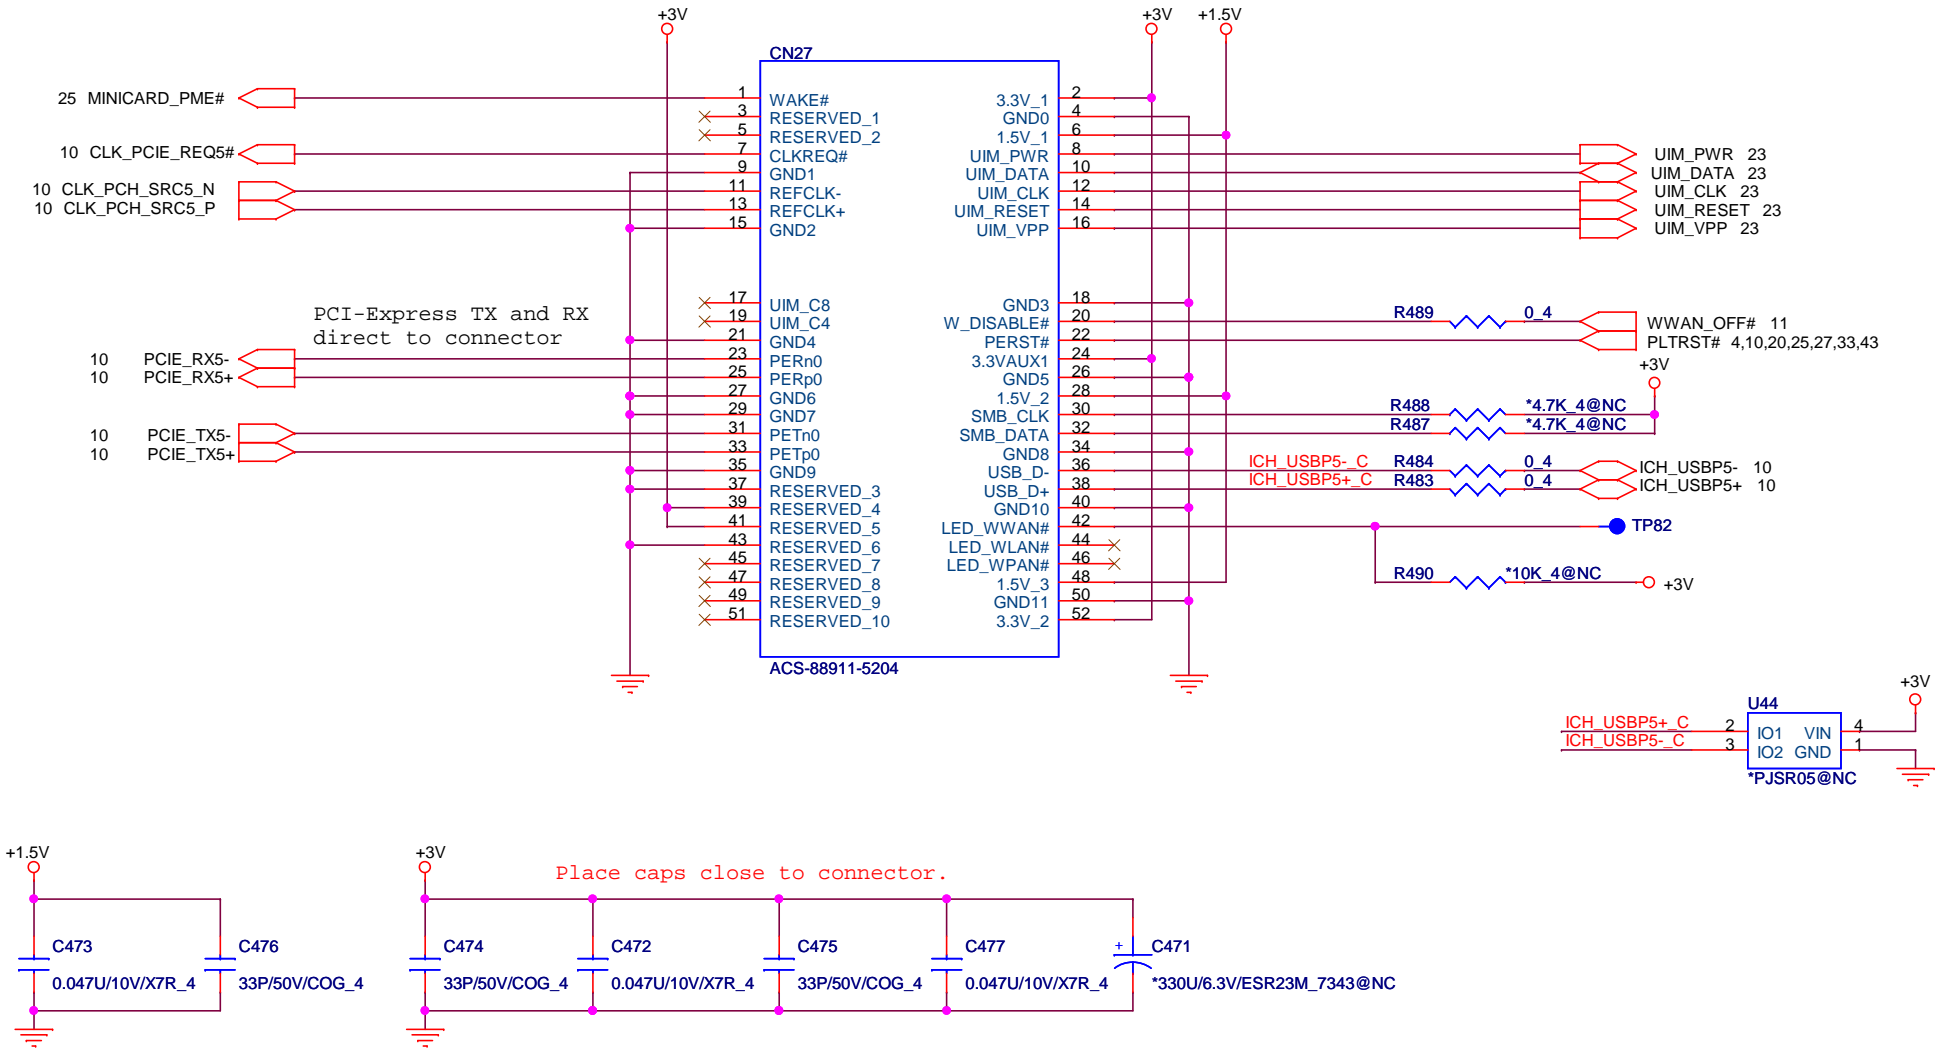 +3V
+3V
+1.5V
CN27
25 MINICARD_PME#
1 WAKE#
3 RESERVED_1
5 RESERVED_2
10 CLK_PCIE_REQ5#
7 CLKREQ#
9 GND1
10 CLK_PCH_SRC5_N
11 REFCLK-
10 CLK_PCH_SRC5_P
13 REFCLK+
15 GND2
17 UIM_C8
19 UIM_C4
PCI-Express TX and RX
direct to connector
21 GND4
10 PCIE_RX5-
23 PERn0
10 PCIE_RX5+
25 PERp0
27 GND6
29 GND7
10 PCIE_TX5-
31 PETn0
10 PCIE_TX5+
33 PETp0
35 GND9
37 RESERVED_3
39 RESERVED_4
41 RESERVED_5
43 RESERVED_6
45 RESERVED_7
47 RESERVED_8
49 RESERVED_9
51 RESERVED_10
3.3V_1 2
GND0 4
1.5V_1 6
UIM_PWR 8
UIM_PWR 23
UIM_DATA 10
UIM_DATA 23
UIM_CLK 12
UIM_CLK 23
UIM_RESET 14
UIM_RESET 23
UIM_VPP 16
UIM_VPP 23
GND3 18
W_DISABLE# 20
R489 0_4
WWAN_OFF# 11
PERST# 22
PLTRST# 4,10,20,25,27,33,43
3.3VAUX1 24
GND5 26
+3V
1.5V_2 28
SMB_CLK 30
R488 *4.7K_4@NC
SMB_DATA 32
R487 *4.7K_4@NC
GND8 34
USB_D- 36
ICH_USBP5-_C R484 0_4
ICH_USBP5- 10
USB_D+ 38
ICH_USBP5+_C R483 0_4
ICH_USBP5+ 10
GND10 40
LED_WWAN# 42
TP82
LED_WLAN# 44
LED_WPAN# 46
1.5V_3 48
R490 *10K_4@NC
+3V
GND11 50
3.3V_2 52
ACS-88911-5204
+3V
U44
ICH_USBP5+_C 2 IO1 VIN 4
ICH_USBP5-_C 3 IO2 GND 1
*PJSR05@NC
+1.5V
+3V
Place caps close to connector.
C473
0.047U/10V/X7R_4
C476
33P/50V/COG_4
C474
33P/50V/COG_4
C472
0.047U/10V/X7R_4
C475
33P/50V/COG_4
C477
0.047U/10V/X7R_4
+ C471
*330U/6.3V/ESR23M_7343@NC